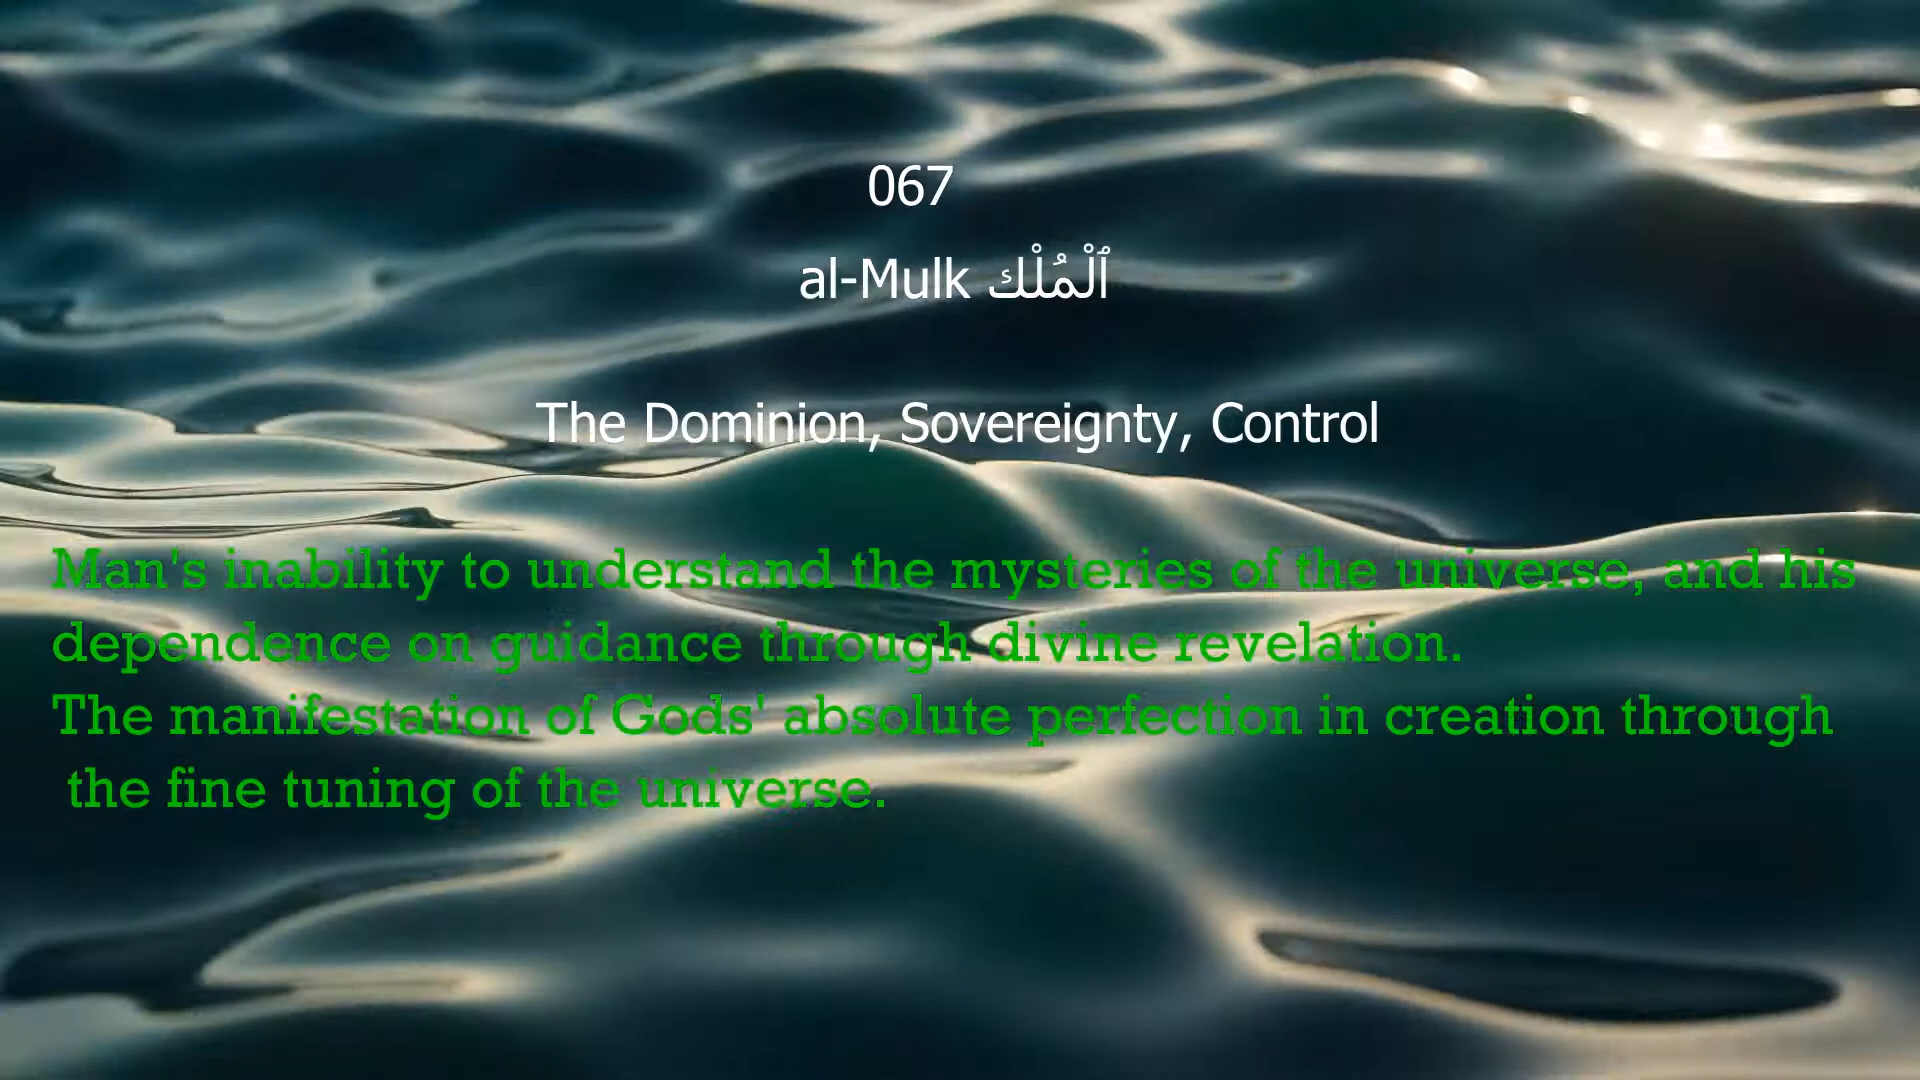 067
al-Mulk ٱلْمُلْك
The Dominion, Sovereignty, Control
Man's inability to understand the mysteries of the universe, and his
dependence on guidance through divine revelation.
The manifestation of Gods' absolute perfection in creation through
the fine tuning of the universe.